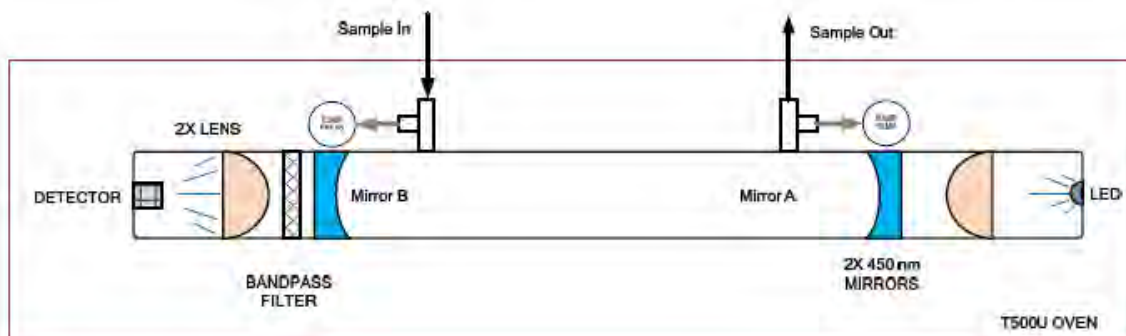 Sample In
Sample Out
2X LENS
DETECTOR
Mirror B
Mirror A
LED
BANDPASS
FILTER
2X 450 nm
MIRRORS
T500U OVEN